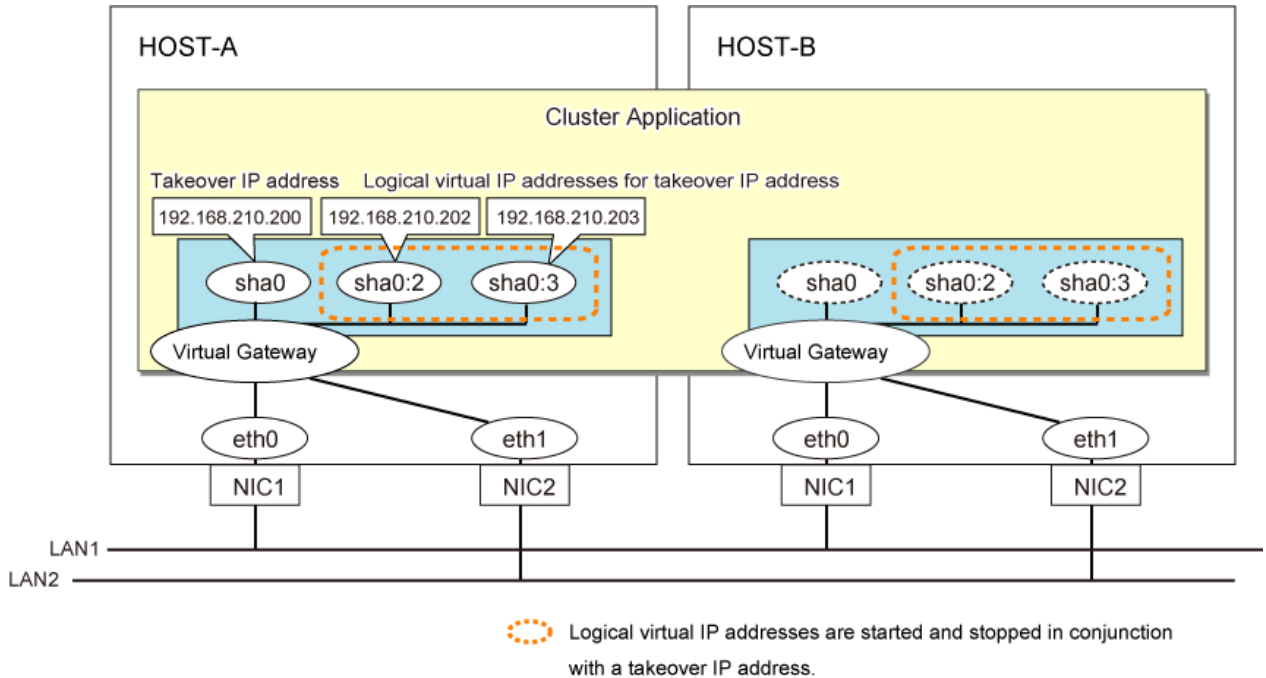 HOST-A
HOST-B
Cluster Application
Takeover IP address
Logical virtual IP addresses for takeover IP address
192.168.210.200
192.168.210.202
192.168.210.203
sha0
sha0:2
sha0:3
sha0
sha0:2
sha0:3
Virtual Gateway
Virtual Gateway
eth0
eth1
eth0
eth1
NIC1
NIC2
NIC1
NIC2
LAN1
LAN2
Logical virtual IP addresses are started and stopped in conjunction
with a takeover IP address.